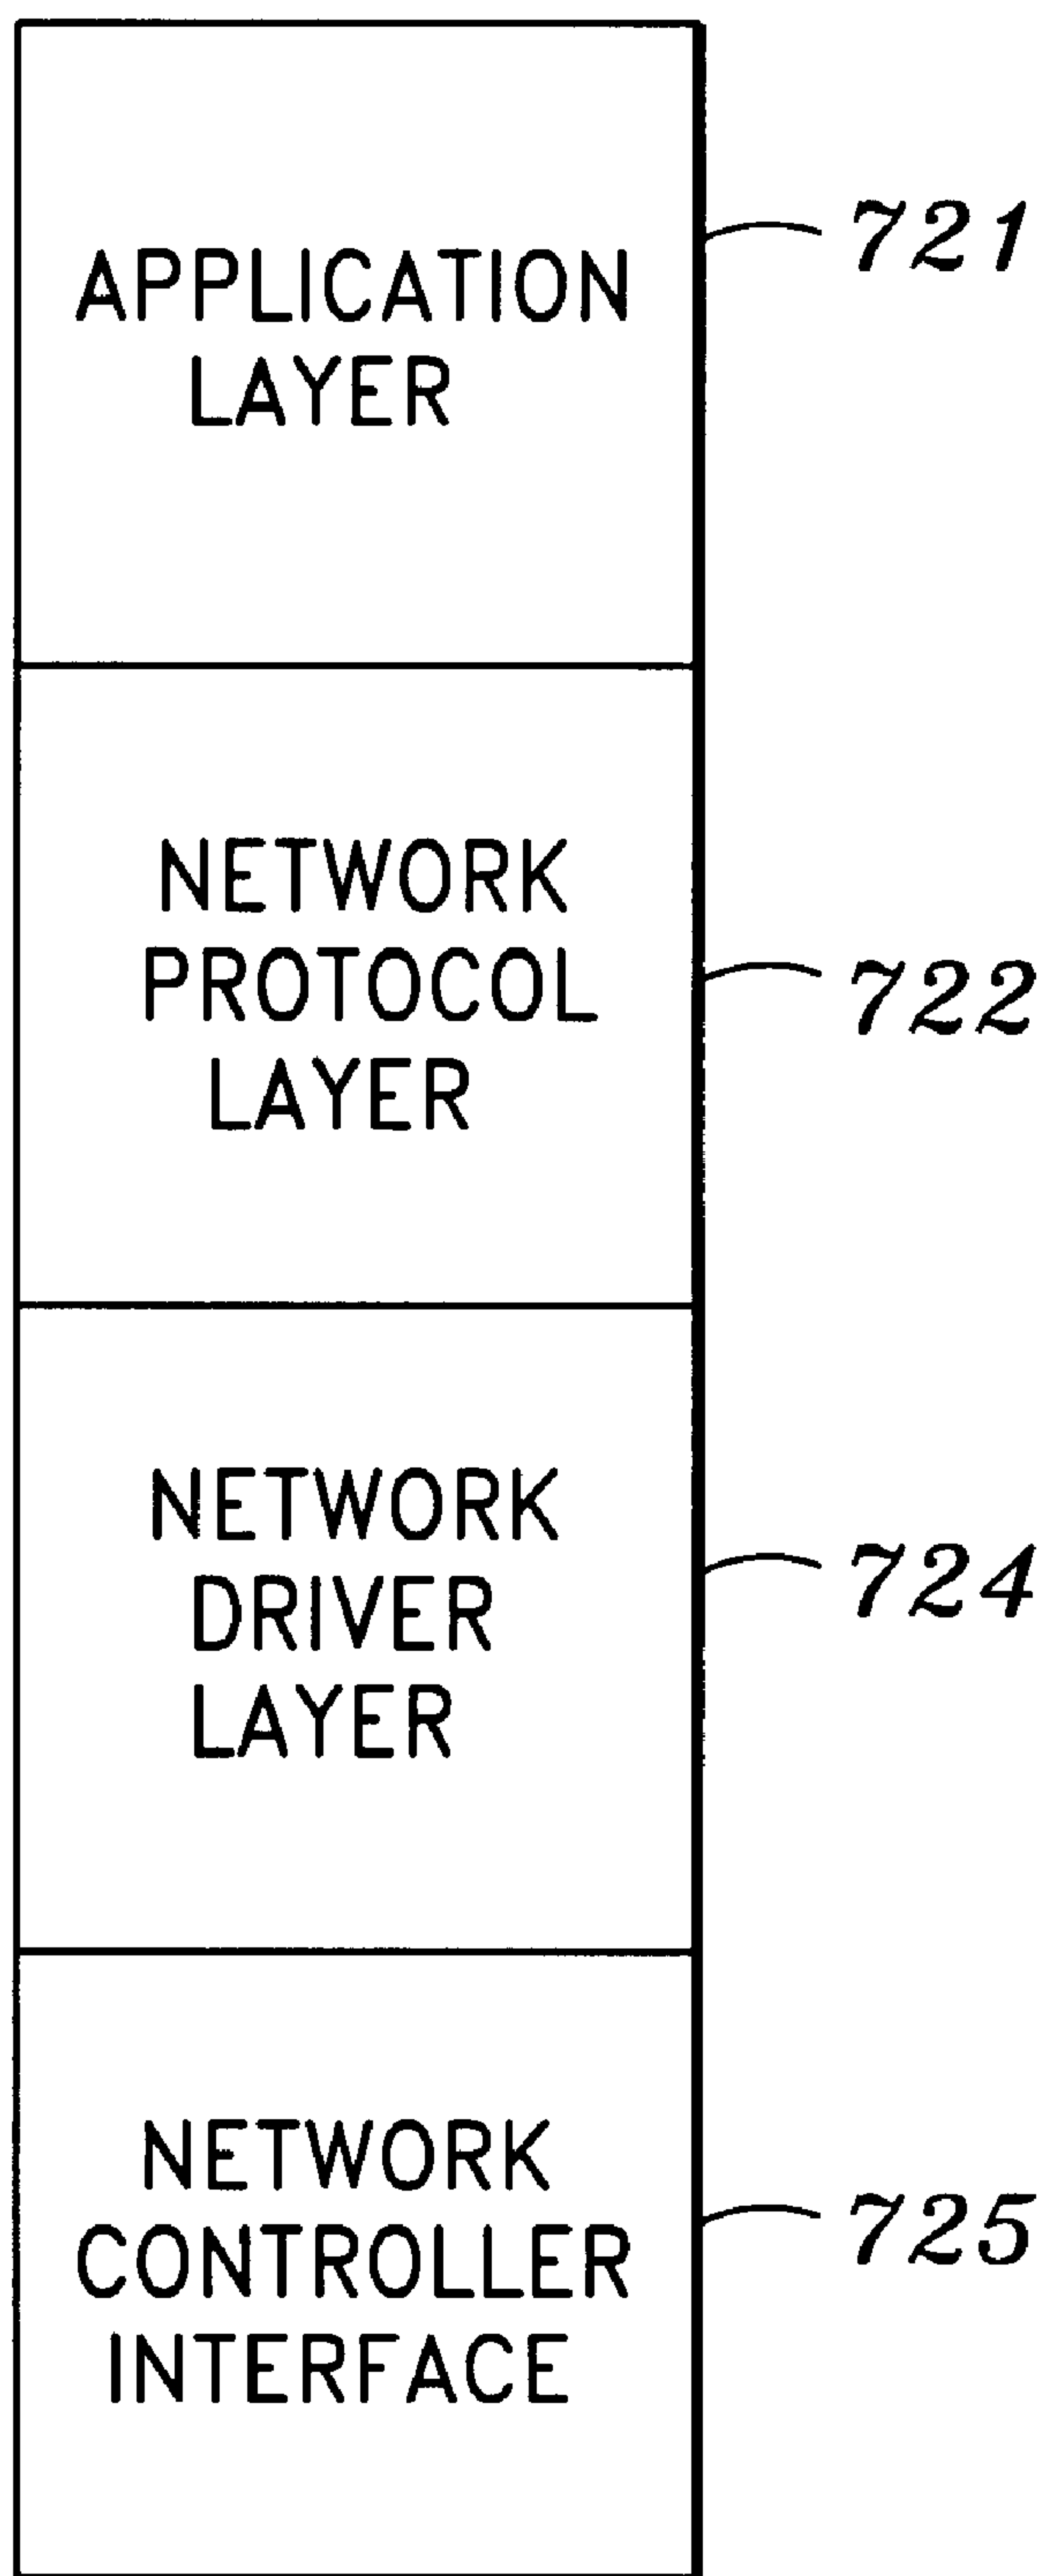 APPLICATION
LAYER
721
NETWORK
PROTOCOL
LAYER
722
NETWORK
DRIVER
LAYER
724
NETWORK
CONTROLLER
INTERFACE
725